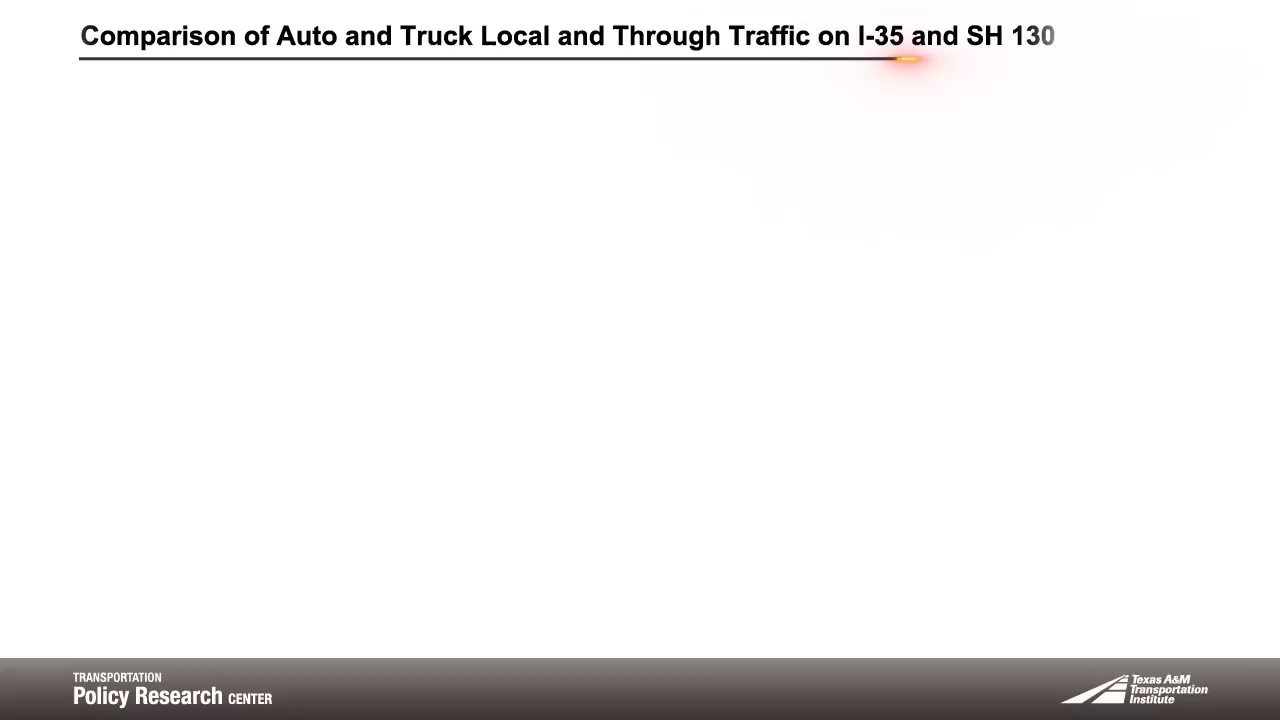 Comparison of Auto and Truck Local and Through Traffic on I-35 and SH 130
TRANSPORTATION
Policy Research CENTER
Texas A&M
Transportation
Institute